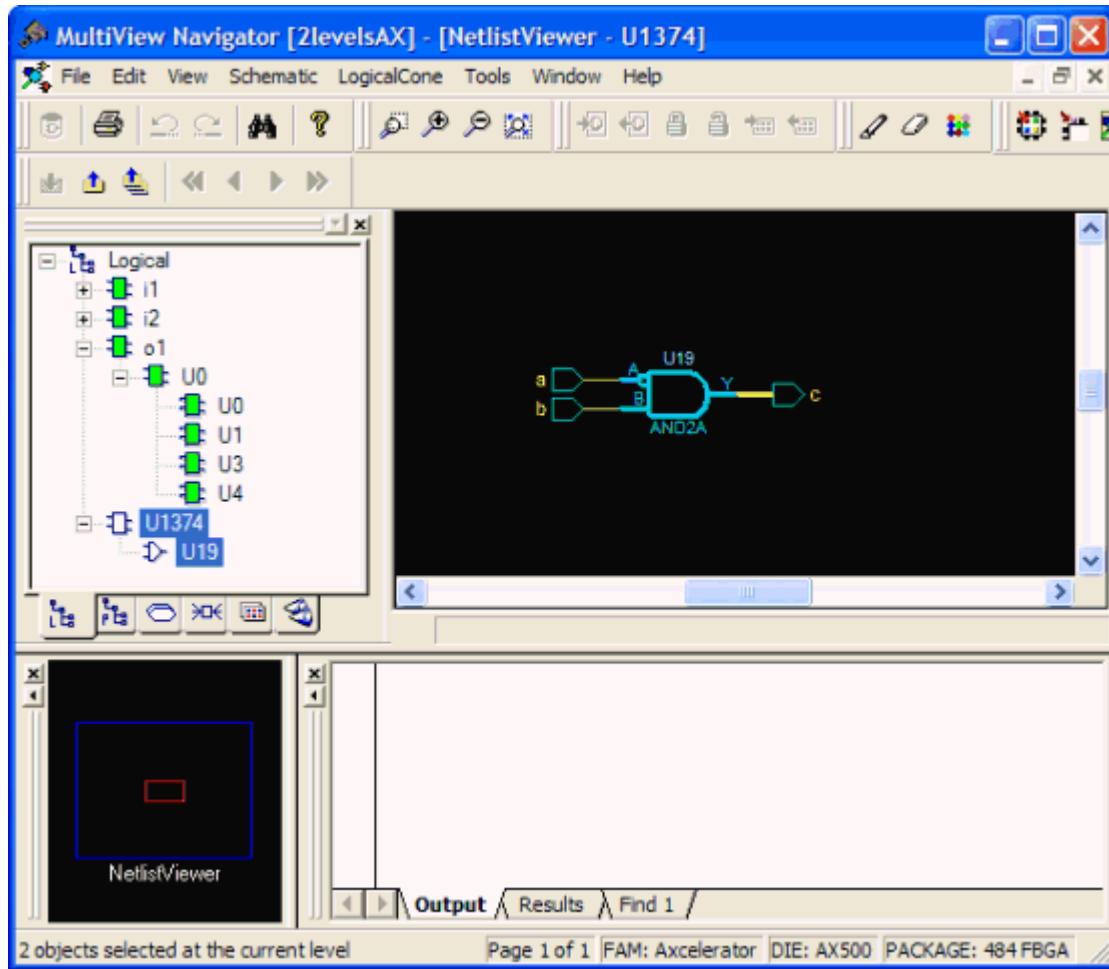 MultiView Navigator [2levelsAX] - [NetlistViewer - U1374]
File Edit View Schematic LogicalCone Tools Window Help
Logical
i1
i2
o1
U0
U0
U1
U3
U4
U1374
U19
U19
a A Y c
b B
AND2A
NetlistViewer
Output Results Find 1
2 objects selected at the current level Page 1 of 1 FAM: Axcelerator DIE: AX500 PACKAGE: 484 FBGA